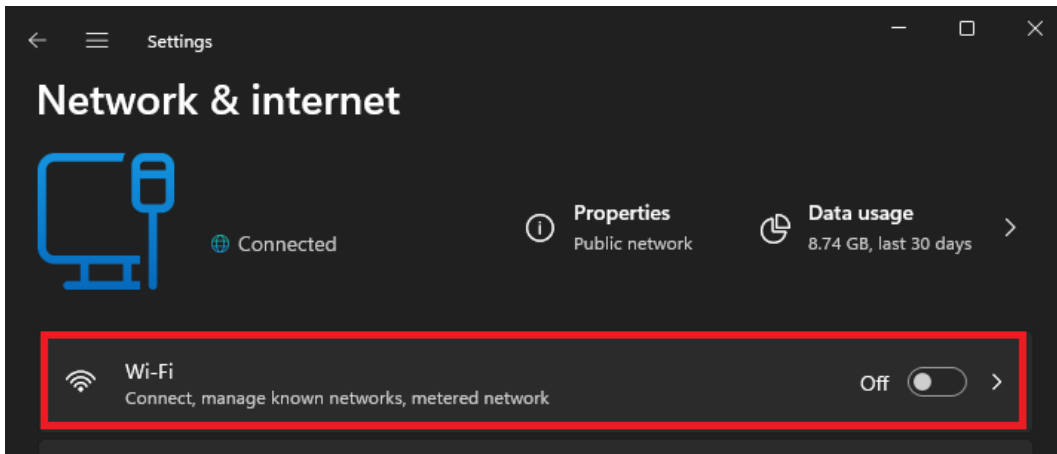 Settings
Network & internet
Connected
Properties
Public network
Data usage
8.74 GB, last 30 days
Wi-Fi
Connect, manage known networks, metered network
Off